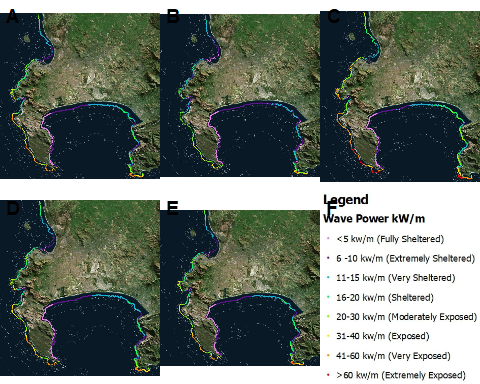 A
B
C
D
E
F
Legend
Wave Power kW/m
<5 kw/m (Fully Sheltered)
6 -10 kw/m (Extremely Sheltered)
11-15 kw/m (Very Sheltered)
16-20 kw/m (Sheltered)
20-30 kw/m (Moderately Exposed)
31-40 kw/m (Exposed)
41-60 kw/m (Very Exposed)
>60 kw/m (Extremely Exposed)